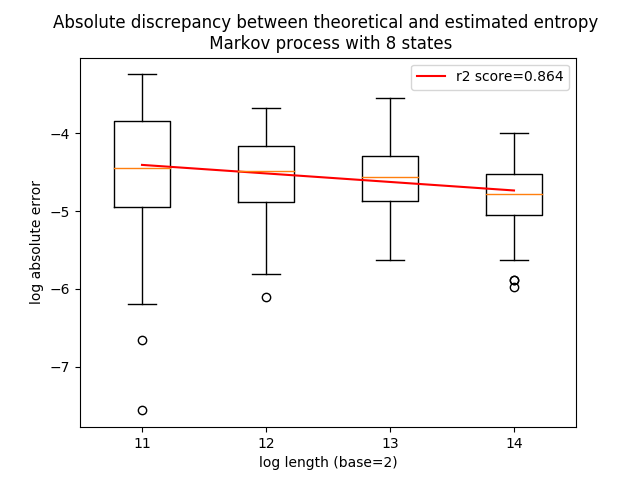 Absolute discrepancy between theoretical and estimated entropy
Markov process with 8 states
r2 score=0.864
log absolute error
−4
−5
−6
−7
11 12 13 14
log length (base=2)